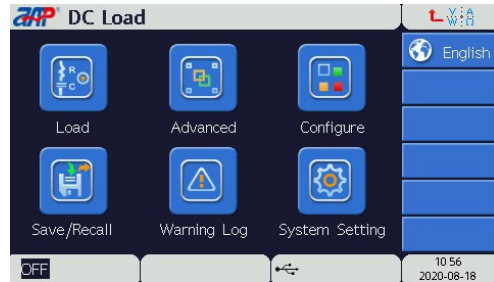 DC Load
English
Load
Advanced
Configure
R
C
Save/Recall
Warning Log
System Setting
OFF
10 56
2020-08-18